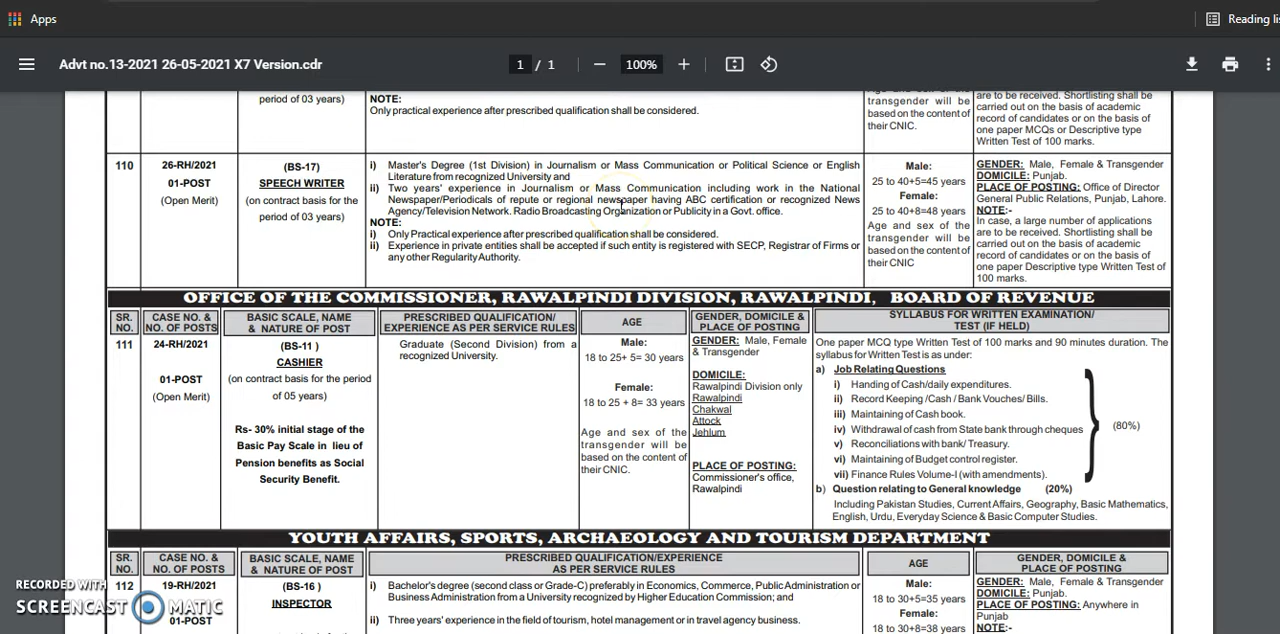 Apps
Reading lis
Advt no.13-2021 26-05-2021 X7 Version.cdr
1 / 1
100%
period of 03 years)
NOTE:
Only practical experience after prescribed qualification shall be considered.
Age and sex of the
transgender will be
based on the content of
their CNIC.
are to be received. Shortlisting shall be
carried out on the basis of academic
record of candidates or on the basis of
one paper MCQs or Descriptive type
Written Test of 100 marks.
110
26-RH/2021
01-POST
(Open Merit)
(BS-17)
SPEECH WRITER
(on contract basis for the
period of 03 years)
i) Master's Degree (1st Division) in Journalism or Mass Communication or Political Science or English
Literature from recognized University and
ii) Two years' experience in Journalism or Mass Communication including work in the National
Newspaper/Periodicals of repute or regional newspaper having ABC certification or recognized News
Agency/Television Network. Radio Broadcasting Organization or Publicity in a Govt. office.
NOTE:
i) Only Practical experience after prescribed qualification shall be considered.
ii) Experience in private entities shall be accepted if such entity is registered with SECP, Registrar of Firms or
any other Regularity Authority.
Male:
25 to 40+5=45 years
Female:
25 to 40+8=48 years
Age and sex of the
transgender will be
based on the content of
their CNIC
GENDER: Male, Female & Transgender
DOMICILE: Punjab.
PLACE OF POSTING: Office of Director
General Public Relations, Punjab, Lahore.
NOTE:-
In case, a large number of applications
are to be received. Shortlisting shall be
carried out on the basis of academic
record of candidates or on the basis of
one paper Descriptive type Written Test of
100 marks.
OFFICE OF THE COMMISSIONER, RAWALPINDI DIVISION, RAWALPINDI, BOARD OF REVENUE
SR.
NO.
CASE NO. &
NO. OF POSTS
BASIC SCALE, NAME
& NATURE OF POST
PRESCRIBED QUALIFICATION/
EXPERIENCE AS PER SERVICE RULES
AGE
GENDER, DOMICILE &
PLACE OF POSTING
SYLLABUS FOR WRITTEN EXAMINATION/
TEST (IF HELD)
111
24-RH/2021
01-POST
(Open Merit)
(BS-11)
CASHIER
(on contract basis for the period
of 05 years)
Rs- 30% initial stage of the
Basic Pay Scale in lieu of
Pension benefits as Social
Security Benefit.
Graduate (Second Division) from a
recognized University.
Male:
18 to 25+ 5= 30 years
Female:
18 to 25 + 8= 33 years
Age and sex of the
transgender will be
based on the content of
their CNIC.
GENDER: Male, Female
& Transgender
DOMICILE:
Rawalpindi Division only
Rawalpindi
Chakwal
Attock
Jehlum
PLACE OF POSTING:
Commissioner's office,
Rawalpindi
One paper MCQ type Written Test of 100 marks and 90 minutes duration. The
syllabus for Written Test is as under:
a) Job Relating Questions
i) Handing of Cash/daily expenditures.
ii) Record Keeping /Cash / Bank Vouches/ Bills.
iii) Maintaining of Cash book.
iv) Withdrawal of cash from State bank through cheques
v) Reconciliations with bank/ Treasury.
vi) Maintaining of Budget control register.
vii) Finance Rules Volume-I (with amendments).
(80%)
b) Question relating to General knowledge (20%)
Including Pakistan Studies, Current Affairs, Geography, Basic Mathematics,
English, Urdu, Everyday Science & Basic Computer Studies.
YOUTH AFFAIRS, SPORTS, ARCHAEOLOGY AND TOURISM DEPARTMENT
SR.
NO.
CASE NO. &
NO. OF POSTS
BASIC SCALE, NAME
& NATURE OF POST
PRESCRIBED QUALIFICATION/EXPERIENCE
AS PER SERVICE RULES
AGE
GENDER, DOMICILE &
PLACE OF POSTING
112
19-RH/2021
01-POST
(BS-16)
INSPECTOR
i) Bachelor's degree (second class or Grade-C) preferably in Economics, Commerce, Public Administration or
Business Administration from a University recognized by Higher Education Commission; and
ii) Three years' experience in the field of tourism, hotel management or in travel agency business.
Male:
18 to 30+5=35 years
Female:
18 to 30+8=38 years
GENDER: Male, Female & Transgender
DOMICILE: Punjab.
PLACE OF POSTING: Anywhere in
Punjab
NOTE:-
RECORDED WITH
SCREENCAST MATIC